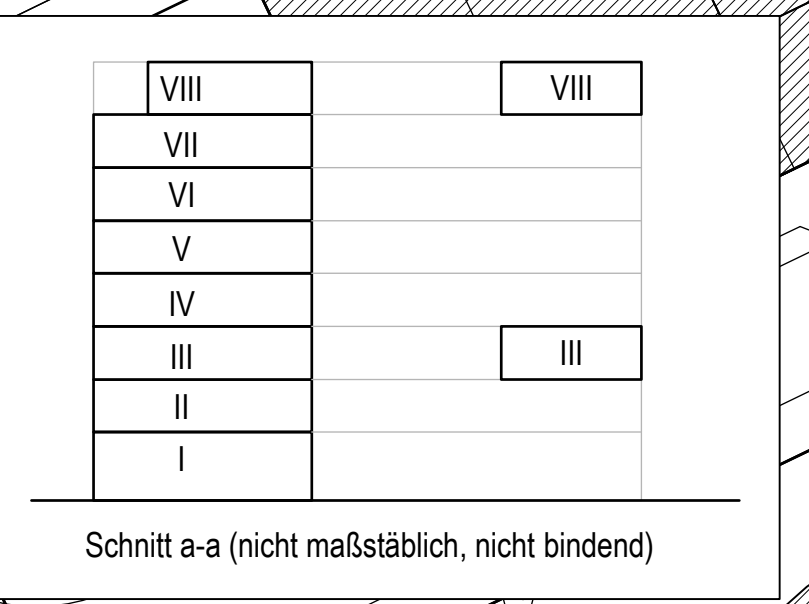 VIII VIII
VII
VI
V
IV
III III
II
I
Schnitt a-a (nicht maßstäblich, nicht bindend)